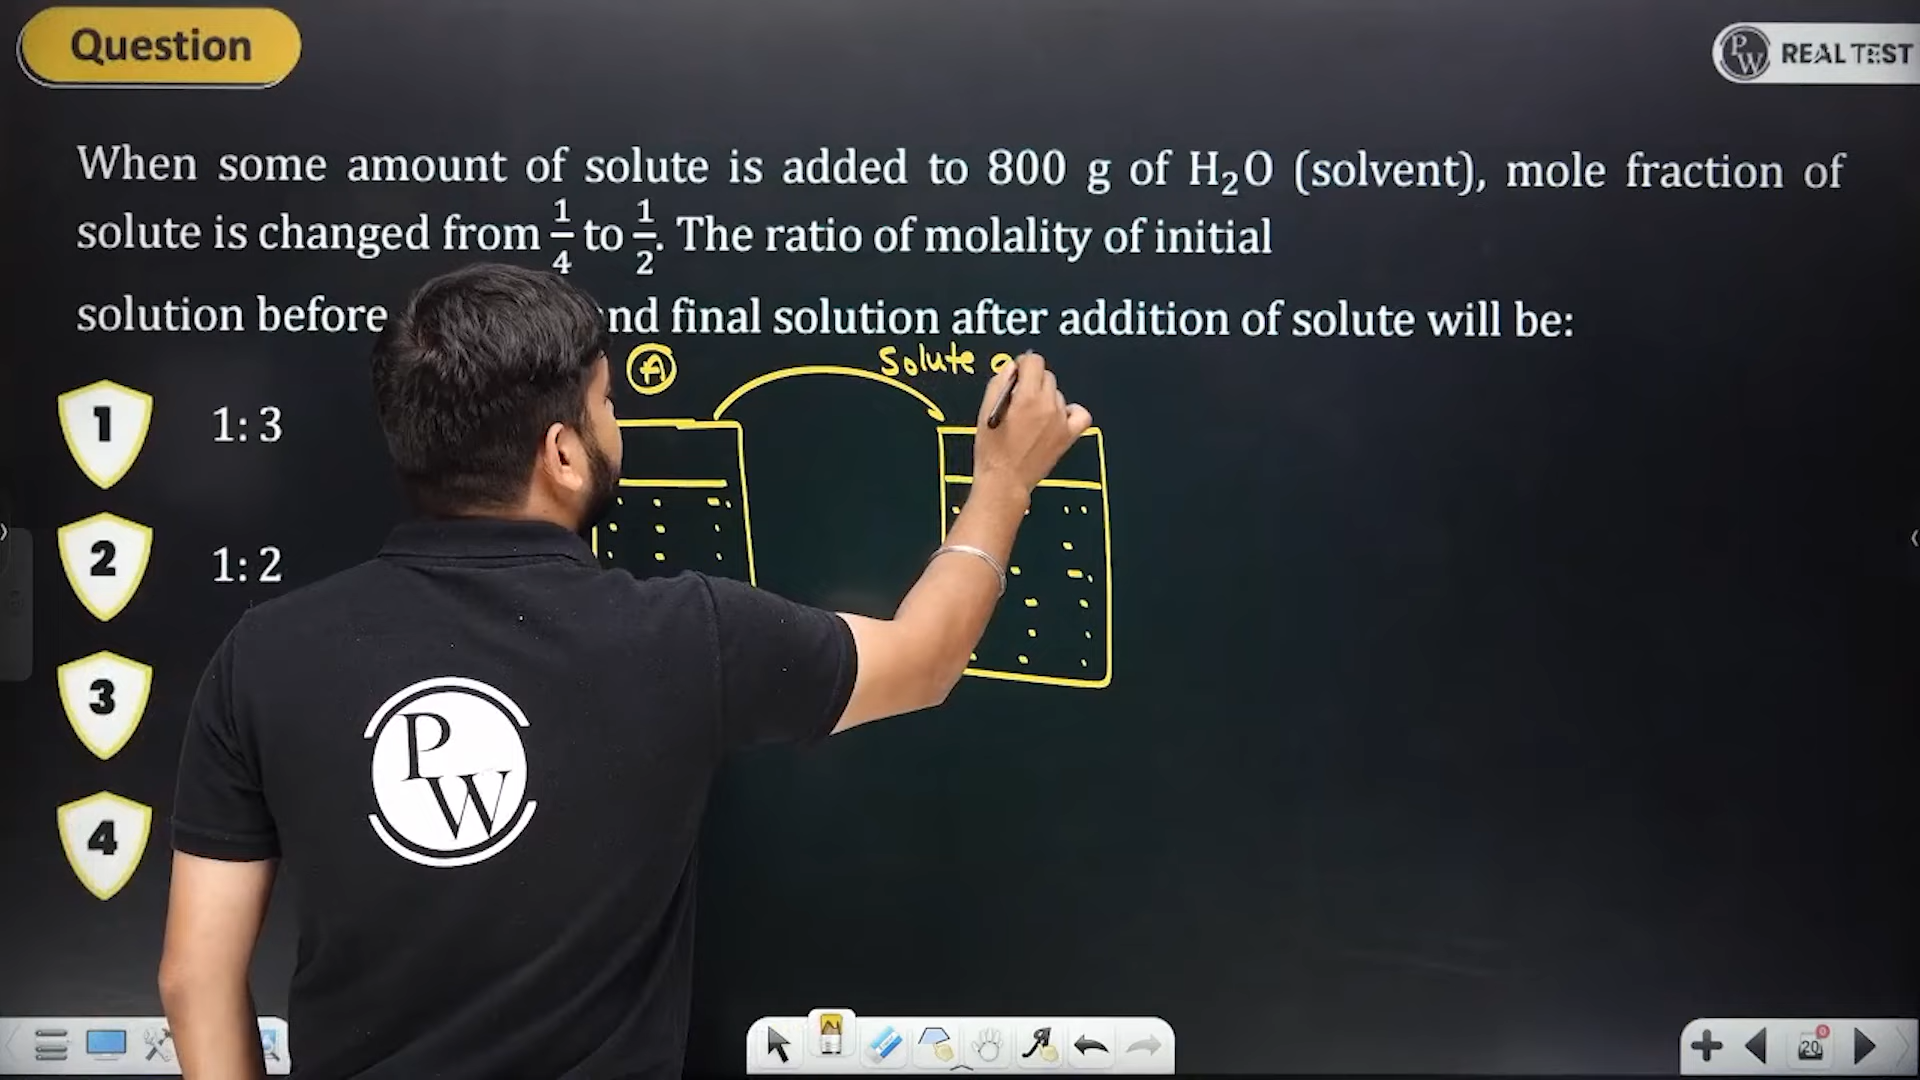 Question
PW REAL TEST
When some amount of solute is added to 800 g of H₂O (solvent), mole fraction of
solute is changed from 1/4 to 1/2. The ratio of molality of initial
solution before nd final solution after addition of solute will be:
A
Solute
1 1: 3
2 1: 2
3
4
PW
20